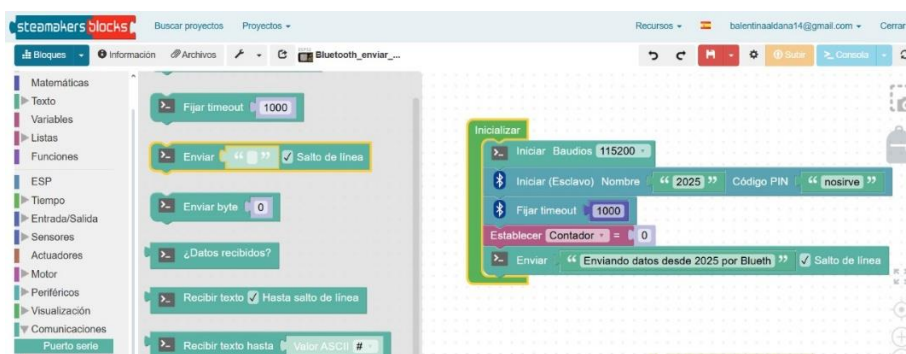 steamakers blocks
Buscar proyectos
Proyectos
Recursos
balentinaaldana14@gmail.com
Cerrar
Bloques
Información
Archivos
Bluetooth_enviar_...
Subir
Consola
Matemáticas
Texto
Variables
Listas
Funciones
ESP
Tiempo
Entrada/Salida
Sensores
Actuadores
Motor
Periféricos
Visualización
Comunicaciones
Puerto serie
Fijar timeout 1000
Enviar “ ” Salto de línea
Enviar byte 0
¿Datos recibidos?
Recibir texto Hasta salto de línea
Recibir texto hasta Valor ASCII #
Inicializar
Iniciar Baudios 115200
Iniciar (Esclavo) Nombre “ 2025 ” Código PIN “ nosirve ”
Fijar timeout 1000
Establecer Contador = 0
Enviar “ Enviando datos desde 2025 por Blueth ” Salto de línea